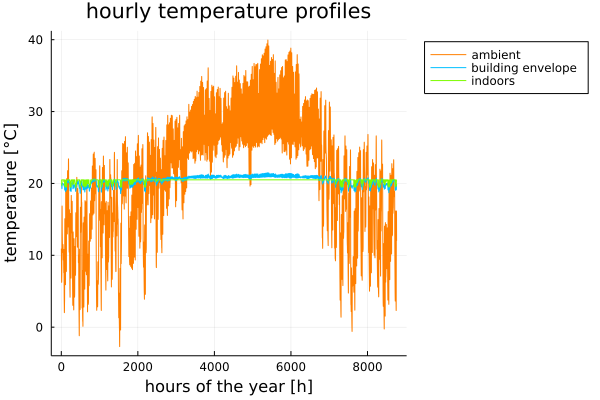 hourly temperature profiles
temperature [°C]
40
30
20
10
0
0 2000 4000 6000 8000
hours of the year [h]
ambient
building envelope
indoors